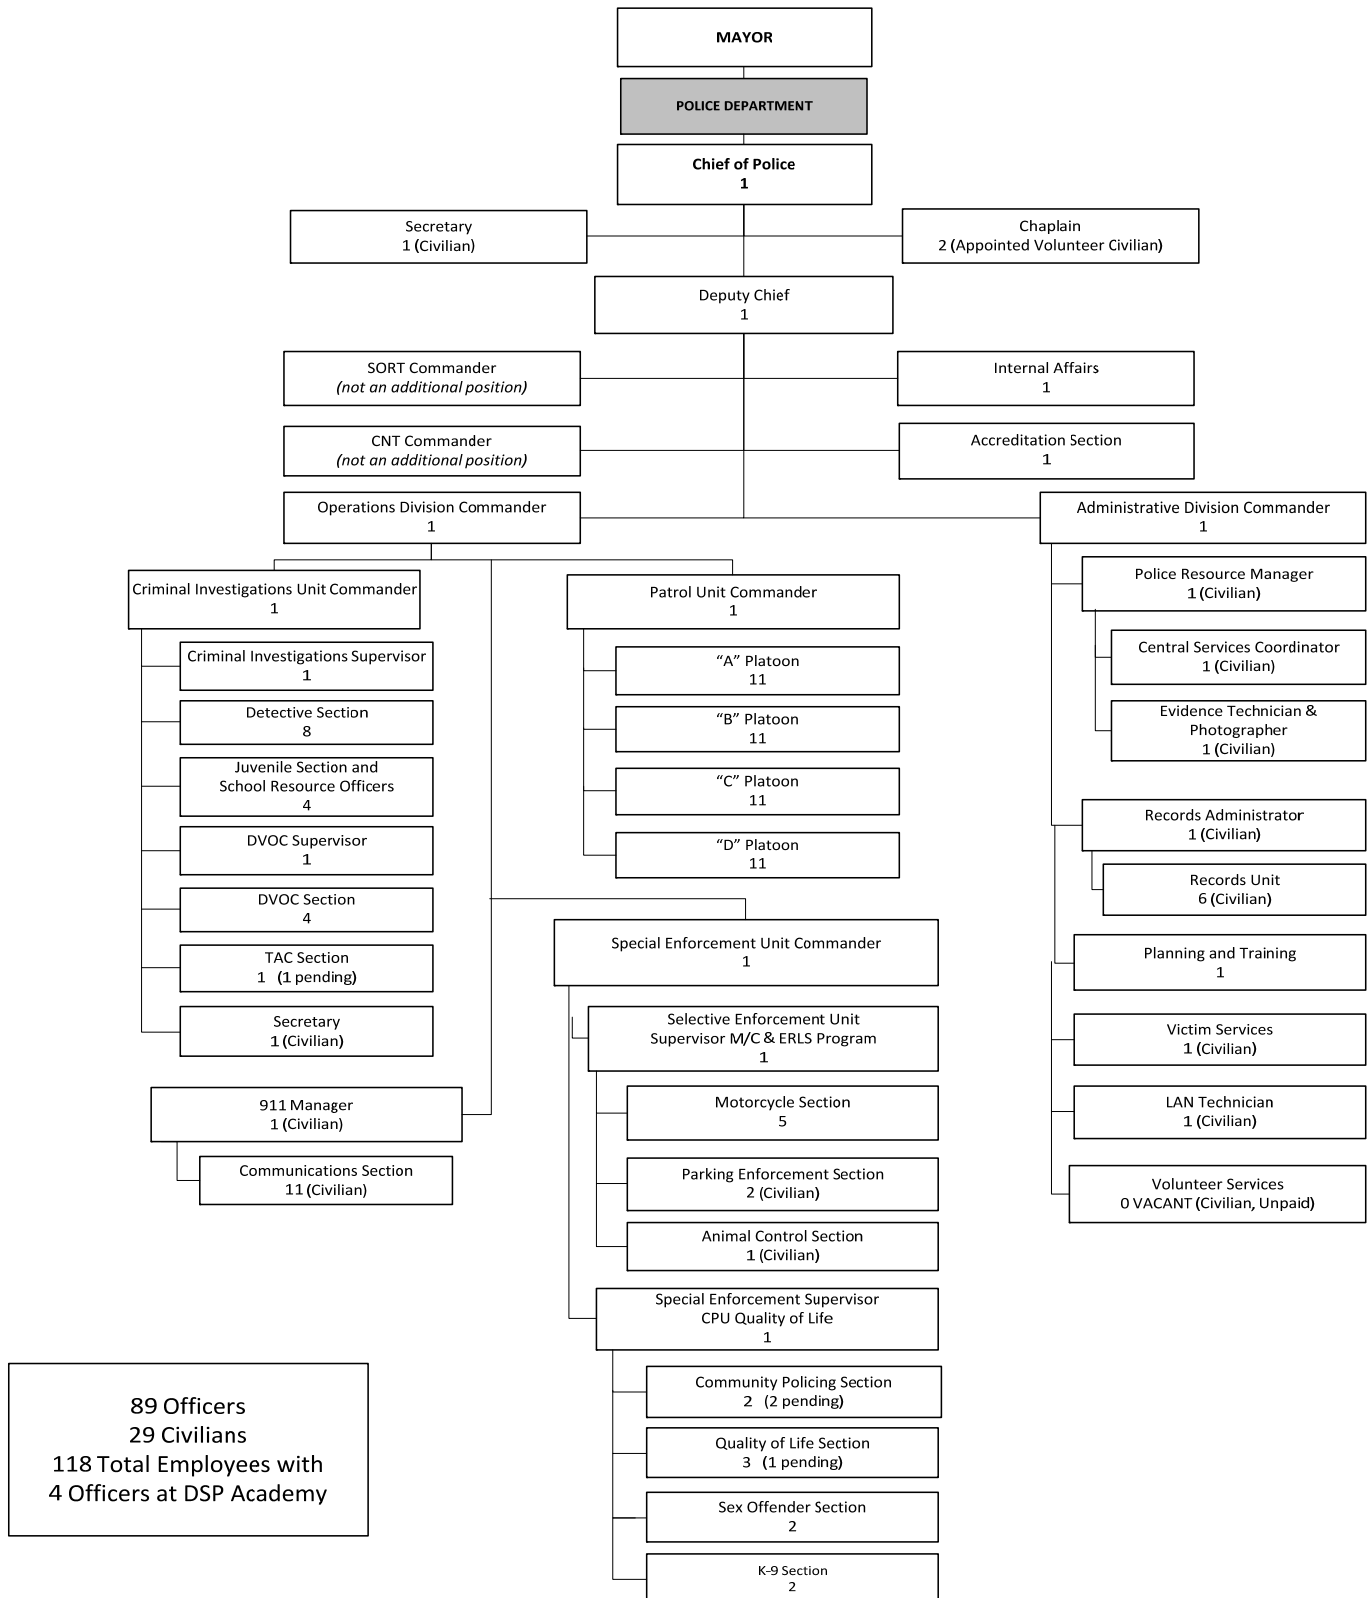 MAYOR
POLICE DEPARTMENT
Chief of Police
1
Secretary
1 (Civilian)
Chaplain
2 (Appointed Volunteer Civilian)
Deputy Chief
1
SORT Commander
(not an additional position)
Internal Affairs
1
CNT Commander
(not an additional position)
Accreditation Section
1
Operations Division Commander
1
Administrative Division Commander
1
Criminal Investigations Unit Commander
1
Criminal Investigations Supervisor
1
Detective Section
8
Juvenile Section and
School Resource Officers
4
DVOC Supervisor
1
DVOC Section
4
TAC Section
1 (1 pending)
Secretary
1 (Civilian)
911 Manager
1 (Civilian)
Communications Section
11 (Civilian)
Patrol Unit Commander
1
“A” Platoon
11
“B” Platoon
11
“C” Platoon
11
“D” Platoon
11
Special Enforcement Unit Commander
1
Selective Enforcement Unit
Supervisor M/C & ERLS Program
1
Motorcycle Section
5
Parking Enforcement Section
2 (Civilian)
Animal Control Section
1 (Civilian)
Special Enforcement Supervisor
CPU Quality of Life
1
Community Policing Section
2 (2 pending)
Quality of Life Section
3 (1 pending)
Sex Offender Section
2
K-9 Section
2
Police Resource Manager
1 (Civilian)
Central Services Coordinator
1 (Civilian)
Evidence Technician &
Photographer
1 (Civilian)
Records Administrator
1 (Civilian)
Records Unit
6 (Civilian)
Planning and Training
1
Victim Services
1 (Civilian)
LAN Technician
1 (Civilian)
Volunteer Services
0 VACANT (Civilian, Unpaid)
89 Officers
29 Civilians
118 Total Employees with
4 Officers at DSP Academy